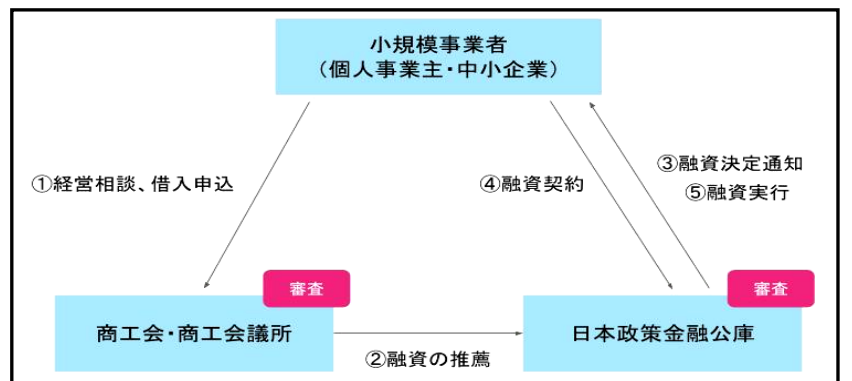 小規模事業者
（個人事業主・中小企業）
①経営相談、借入申込
④融資契約
③融資決定通知
⑤融資実行
審査
審査
商工会・商工会議所
日本政策金融公庫
②融資の推薦